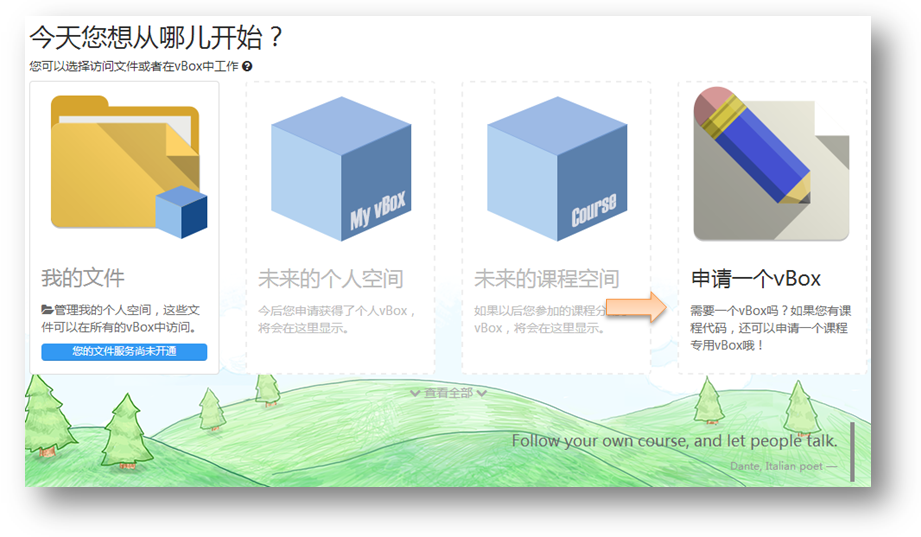 今天您想从哪儿开始？
您可以选择访问文件或者在vBox中工作
My vBox
Course
我的文件
管理我的个人空间，这些文
件可以在所有的vBox中访问。
您的文件服务尚未开通
未来的个人空间
今后您申请获得了个人vBox，
将会在这里显示。
未来的课程空间
如果以后您参加的课程分
vBox，将会在这里显示。
申请一个vBox
需要一个vBox吗？如果您有课
程代码，还可以申请一个课程
专用vBox哦！
查看全部
Follow your own course, and let people talk.
Dante, Italian poet —